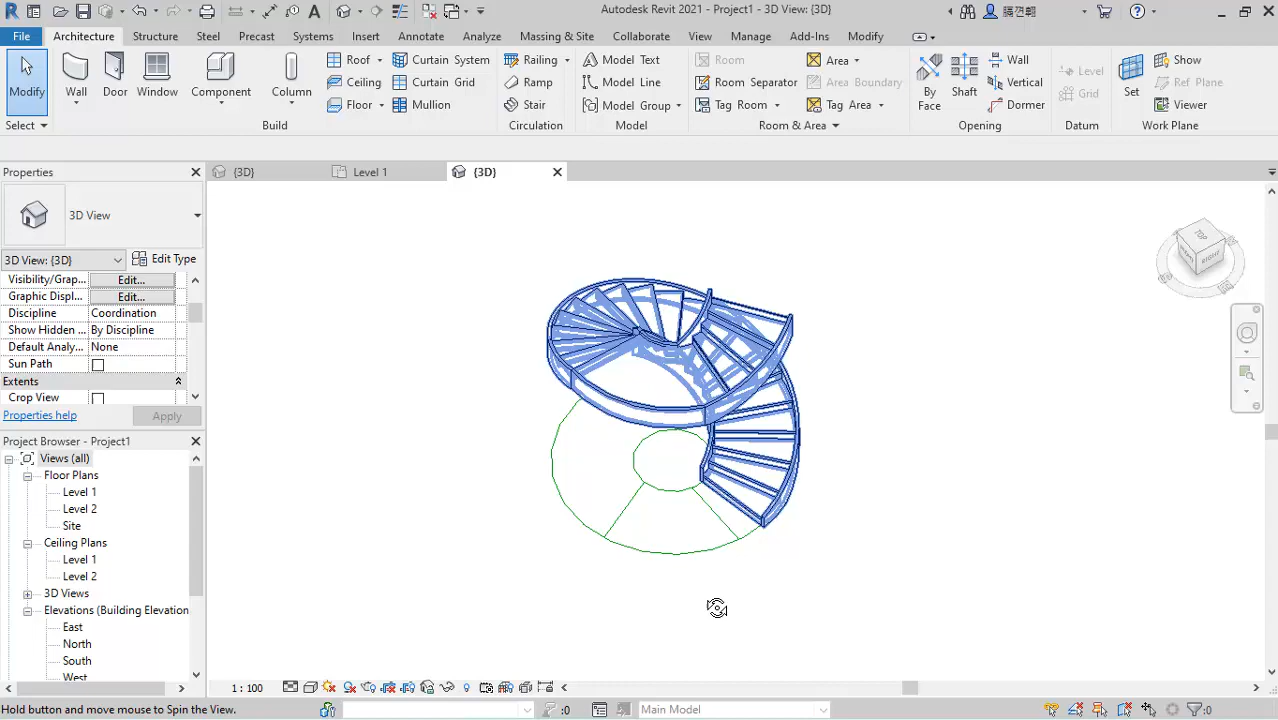 Autodesk Revit 2021 - Project1 - 3D View: {3D}
File Architecture Structure Steel Precast Systems Insert Annotate Analyze Massing & Site Collaborate View Manage Add-Ins Modify
Modify
Select
Wall
Door
Window
Component
Column
Roof
Ceiling
Floor
Curtain System
Curtain Grid
Mullion
Build
Railing
Ramp
Stair
Circulation
Model Text
Model Line
Model Group
Model
Room
Room Separator
Tag Room
Area
Area Boundary
Tag Area
Room & Area
By
Face
Shaft
Wall
Vertical
Dormer
Opening
Level
Grid
Datum
Set
Show
Ref Plane
Viewer
Work Plane
Properties
{3D}
Level 1
{3D}
3D View
3D View: {3D}
Edit Type
Visibility/Grap... Edit...
Graphic Displ... Edit...
Discipline Coordination
Show Hidden ... By Discipline
Default Analy... None
Sun Path
Extents
Crop View
Properties help
Apply
Project Browser - Project1
Views (all)
Floor Plans
Level 1
Level 2
Site
Ceiling Plans
Level 1
Level 2
3D Views
Elevations (Building Elevation
East
North
South
West
TOP
RIGHT
1 : 100
Hold button and move mouse to Spin the View.
:0
Main Model
:0